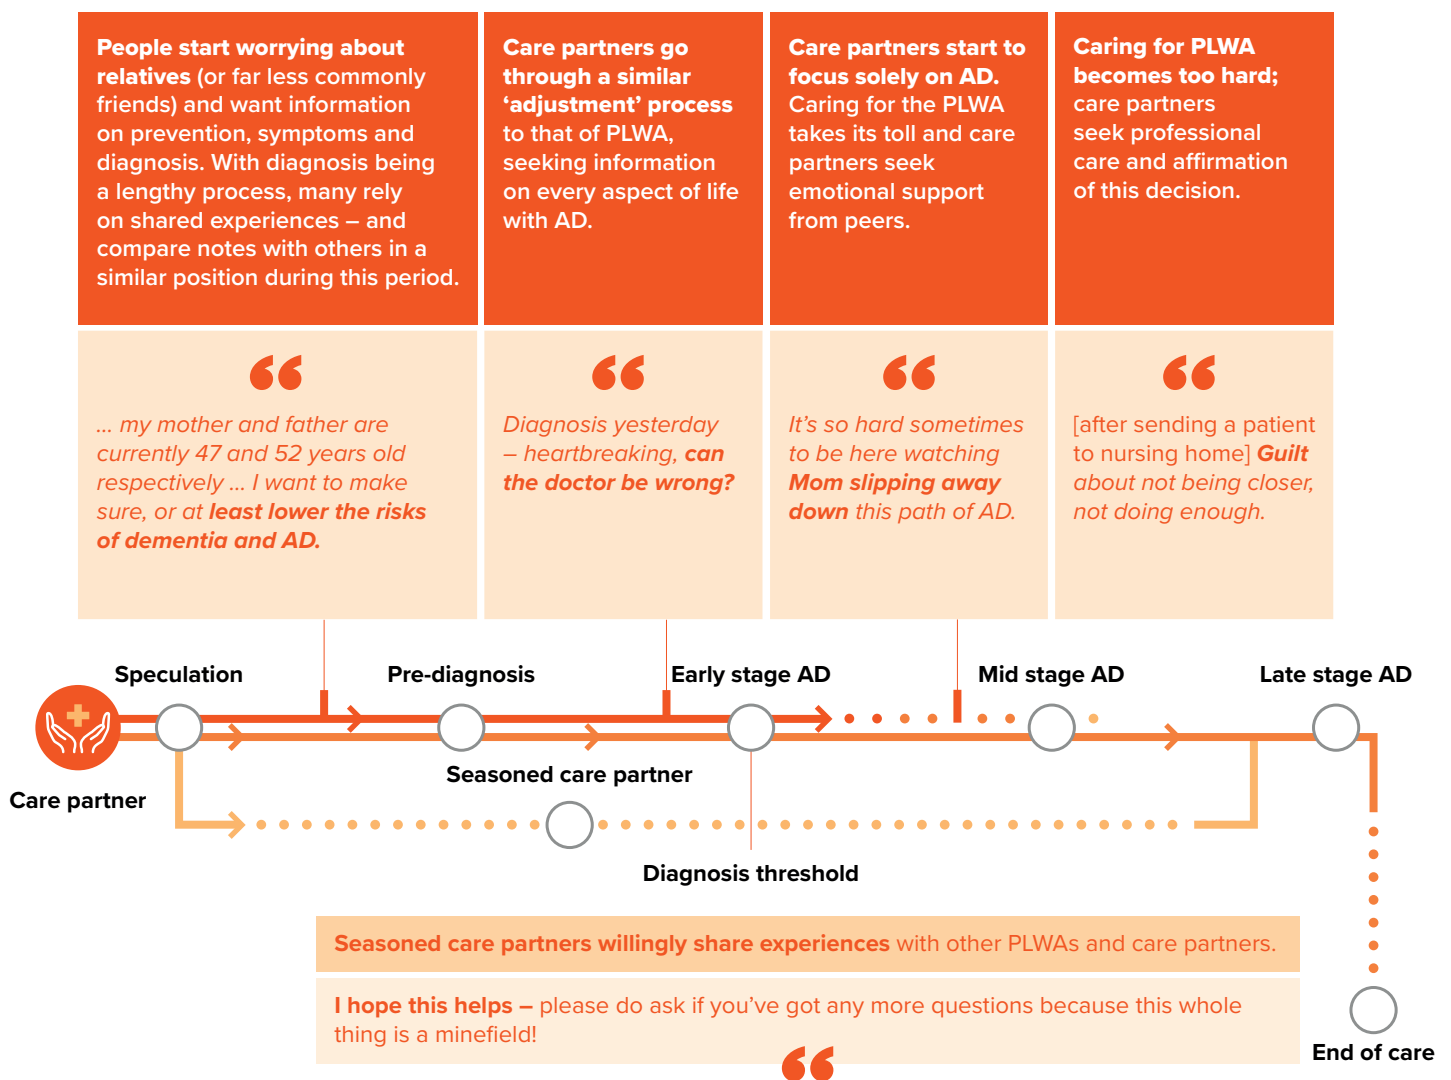 People start worrying about
relatives (or far less commonly
friends) and want information
on prevention, symptoms and
diagnosis. With diagnosis being
a lengthy process, many rely
on shared experiences – and
compare notes with others in a
similar position during this period.
Care partners go
through a similar
‘adjustment’ process
to that of PLWA,
seeking information
on every aspect of life
with AD.
Care partners start to
focus solely on AD.
Caring for the PLWA
takes its toll and care
partners seek
emotional support
from peers.
Caring for PLWA
becomes too hard;
care partners
seek professional
care and affirmation
of this decision.
“
... my mother and father are
currently 47 and 52 years old
respectively ... I want to make
sure, or at least lower the risks
of dementia and AD.
“
Diagnosis yesterday
– heartbreaking, can
the doctor be wrong?
“
It’s so hard sometimes
to be here watching
Mom slipping away
down this path of AD.
“
[after sending a patient
to nursing home] Guilt
about not being closer,
not doing enough.
Speculation
Pre-diagnosis
Early stage AD
Mid stage AD
Late stage AD
Care partner
Seasoned care partner
Diagnosis threshold
Seasoned care partners willingly share experiences with other PLWAs and care partners.
I hope this helps – please do ask if you’ve got any more questions because this whole
thing is a minefield!
“
End of care